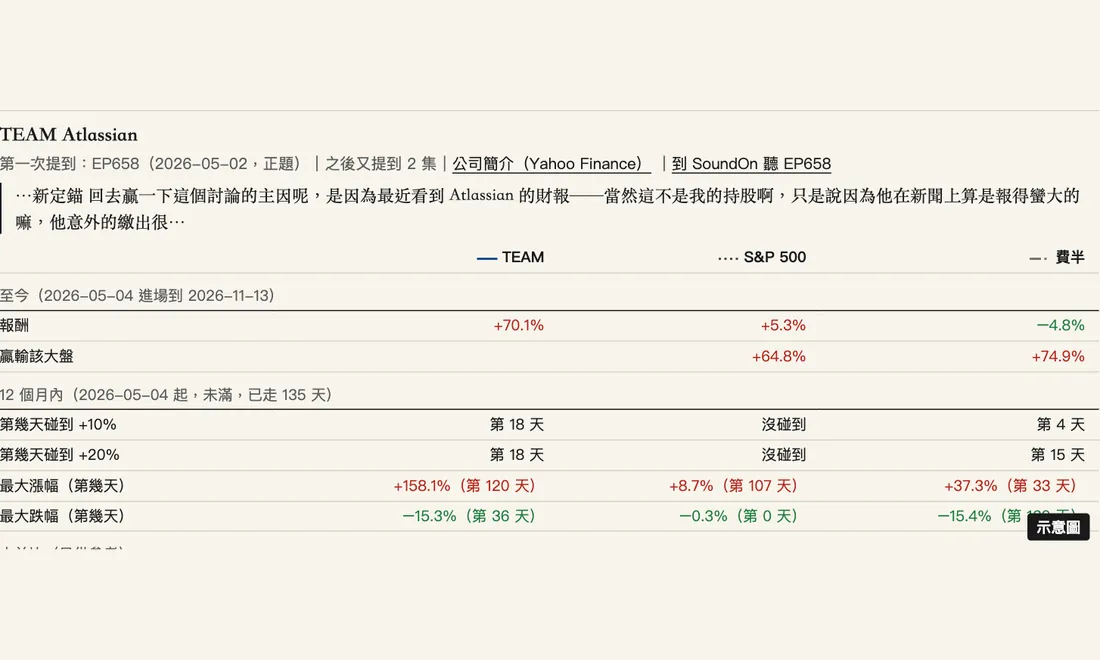 TEAM Atlassian
第一次提到：EP658（2026-05-02，正題）｜之後又提到 2 集｜公司簡介（Yahoo Finance）｜到 SoundOn 聽 EP658
…新定錨 回去贏一下這個討論的主因呢，是因為最近看到 Atlassian 的財報——當然這不是我的持股啊，只是說因為他在新聞上算是報得蠻大的
嘛，他意外的繳出很…
TEAM S&P 500 費半
至今（2026-05-04 進場到 2026-11-13）
報酬 +70.1% +5.3% −4.8%
贏輸該大盤 +64.8% +74.9%
12 個月內（2026-05-04 起，未滿，已走 135 天）
第幾天碰到 +10% 第 18 天 沒碰到 第 4 天
第幾天碰到 +20% 第 18 天 沒碰到 第 15 天
最大漲幅（第幾天） +158.1%（第 120 天） +8.7%（第 107 天） +37.3%（第 33 天）
最大跌幅（第幾天） −15.3%（第 36 天） −0.3%（第 0 天） −15.4%（第
示意圖